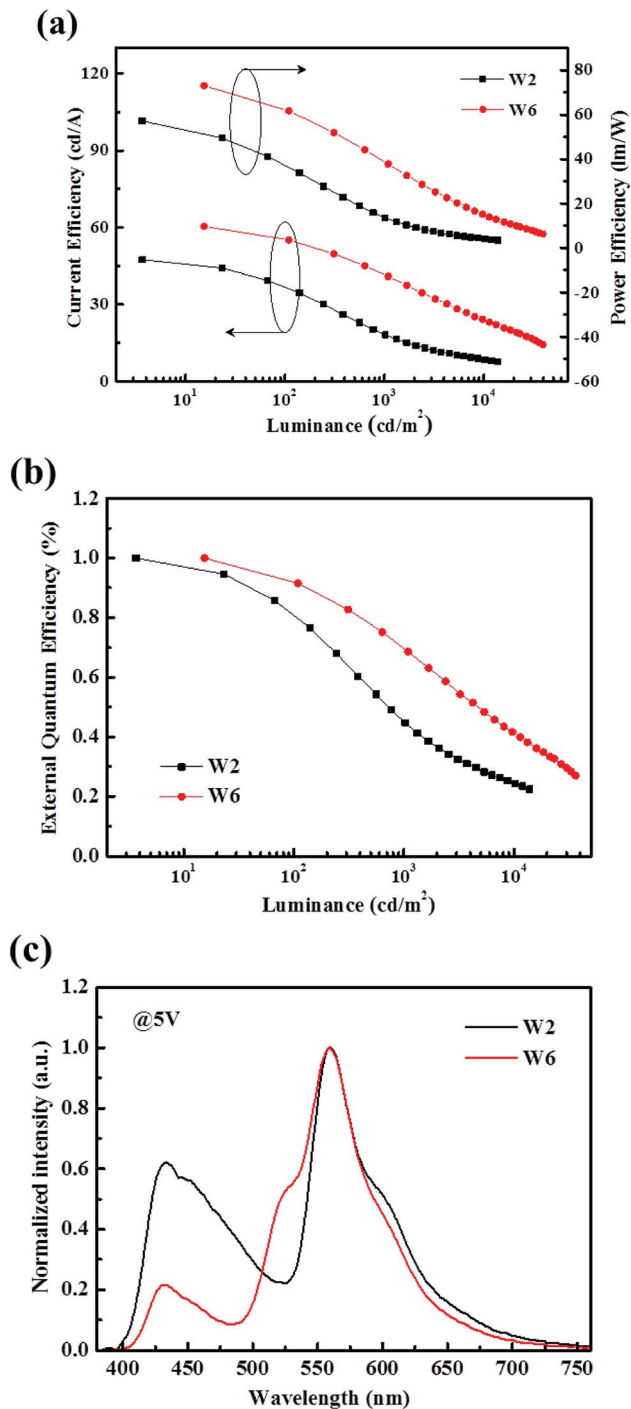 (a)
120
90
60
30
0
Current Efficiency (cd/A)
W2
W6
80
60
40
20
0
-20
-40
-60
Power Efficiency (lm/W)
10¹ 10² 10³ 10⁴
Luminance (cd/m²)
(b)
1.2
1.0
0.8
0.6
0.4
0.2
0.0
External Quantum Efficiency (%)
W2
W6
10¹ 10² 10³ 10⁴
Luminance (cd/m²)
(c)
1.2
1.0
0.8
0.6
0.4
0.2
0.0
Normalized intensity (a.u.)
@5V
W2
W6
400 450 500 550 600 650 700 750
Wavelength (nm)